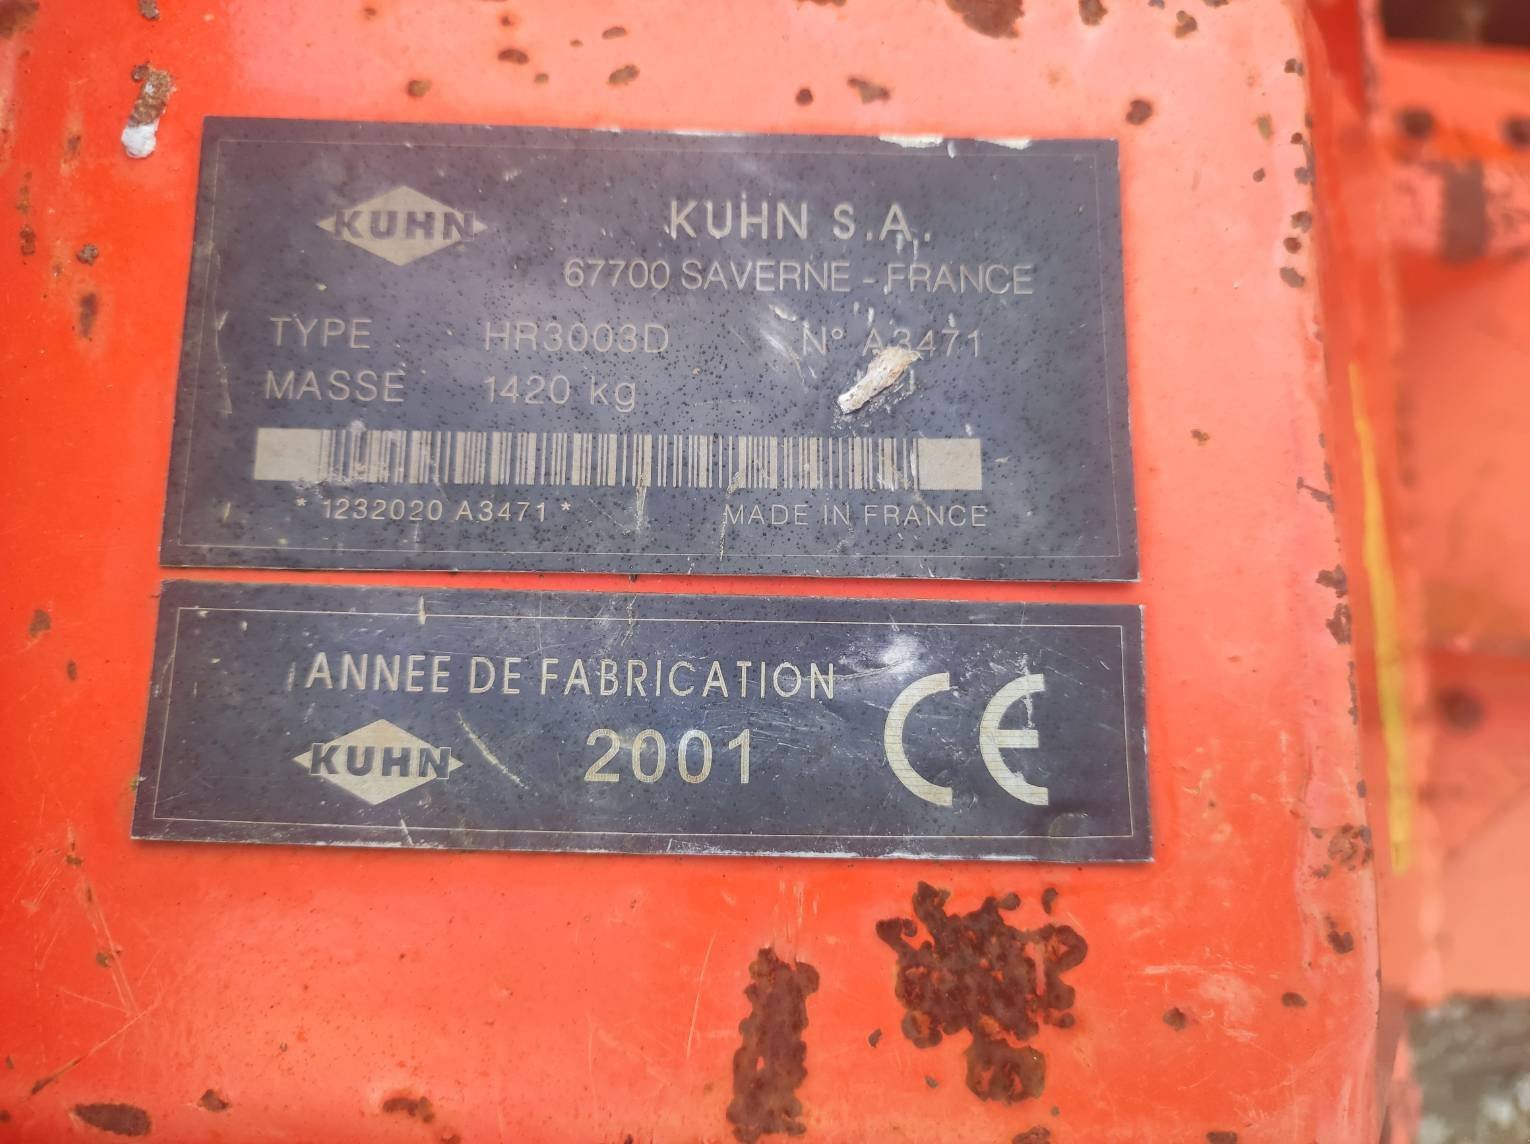 KUHN
KUHN S.A.
67700 SAVERNE - FRANCE
TYPE HR3003D N° A3471
MASSE 1420 kg
* 1232020 A3471 *
MADE IN FRANCE
ANNEE DE FABRICATION
KUHN
2001
CE